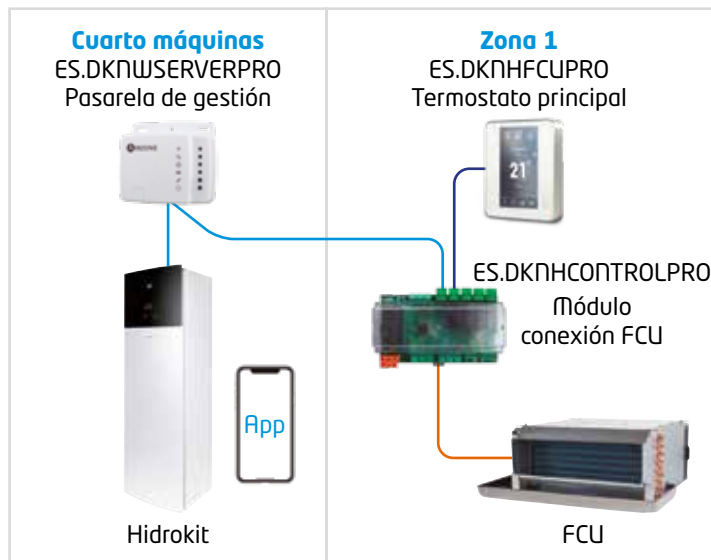 Cuarto máquinas
ES.DKNWSERVERPRO
Pasarela de gestión
App
Hidrokit
Zona 1
ES.DKNHFCUPRO
Termostato principal
21°
ES.DKNHCONTROLPRO
Módulo
conexión FCU
FCU